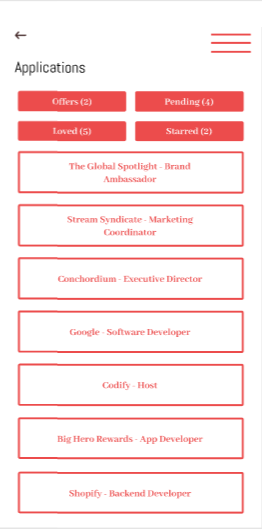 Applications
Offers (2)
Pending (4)
Loved (5)
Starred (2)
The Global Spotlight - Brand
Ambassador
Stream Syndicate - Marketing
Coordinator
Conchordium - Executive Director
Google - Software Developer
Codify - Host
Big Hero Rewards - App Developer
Shopify - Backend Developer